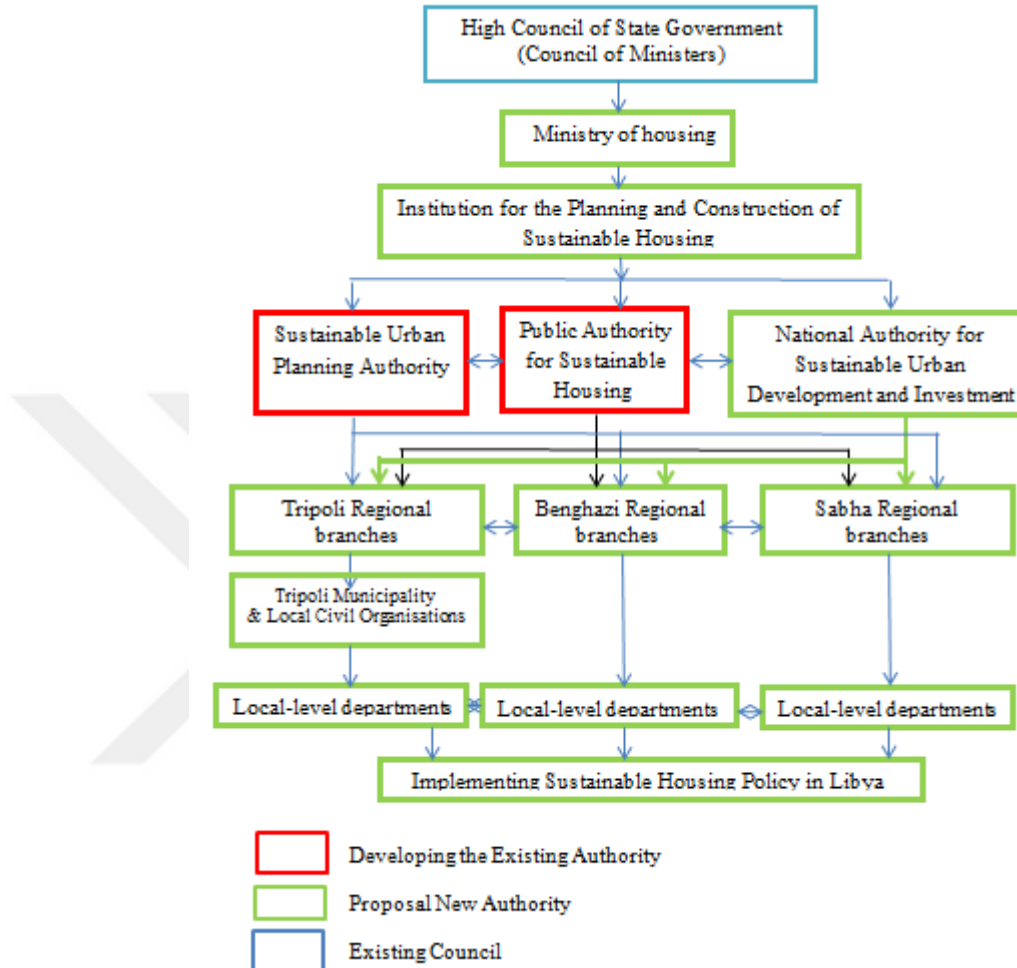 High Council of State Government
(Council of Ministers)
Ministry of housing
Institution for the Planning and Construction of
Sustainable Housing
Sustainable Urban
Planning Authority
Public Authority
for Sustainable
Housing
National Authority for
Sustainable Urban
Development and Investment
Tripoli Regional
branches
Benghazi Regional
branches
Sabha Regional
branches
Tripoli Municipality
& Local Civil Organisations
Local-level departments
Local-level departments
Local-level departments
Implementing Sustainable Housing Policy in Libya
Developing the Existing Authority
Proposal New Authority
Existing Council